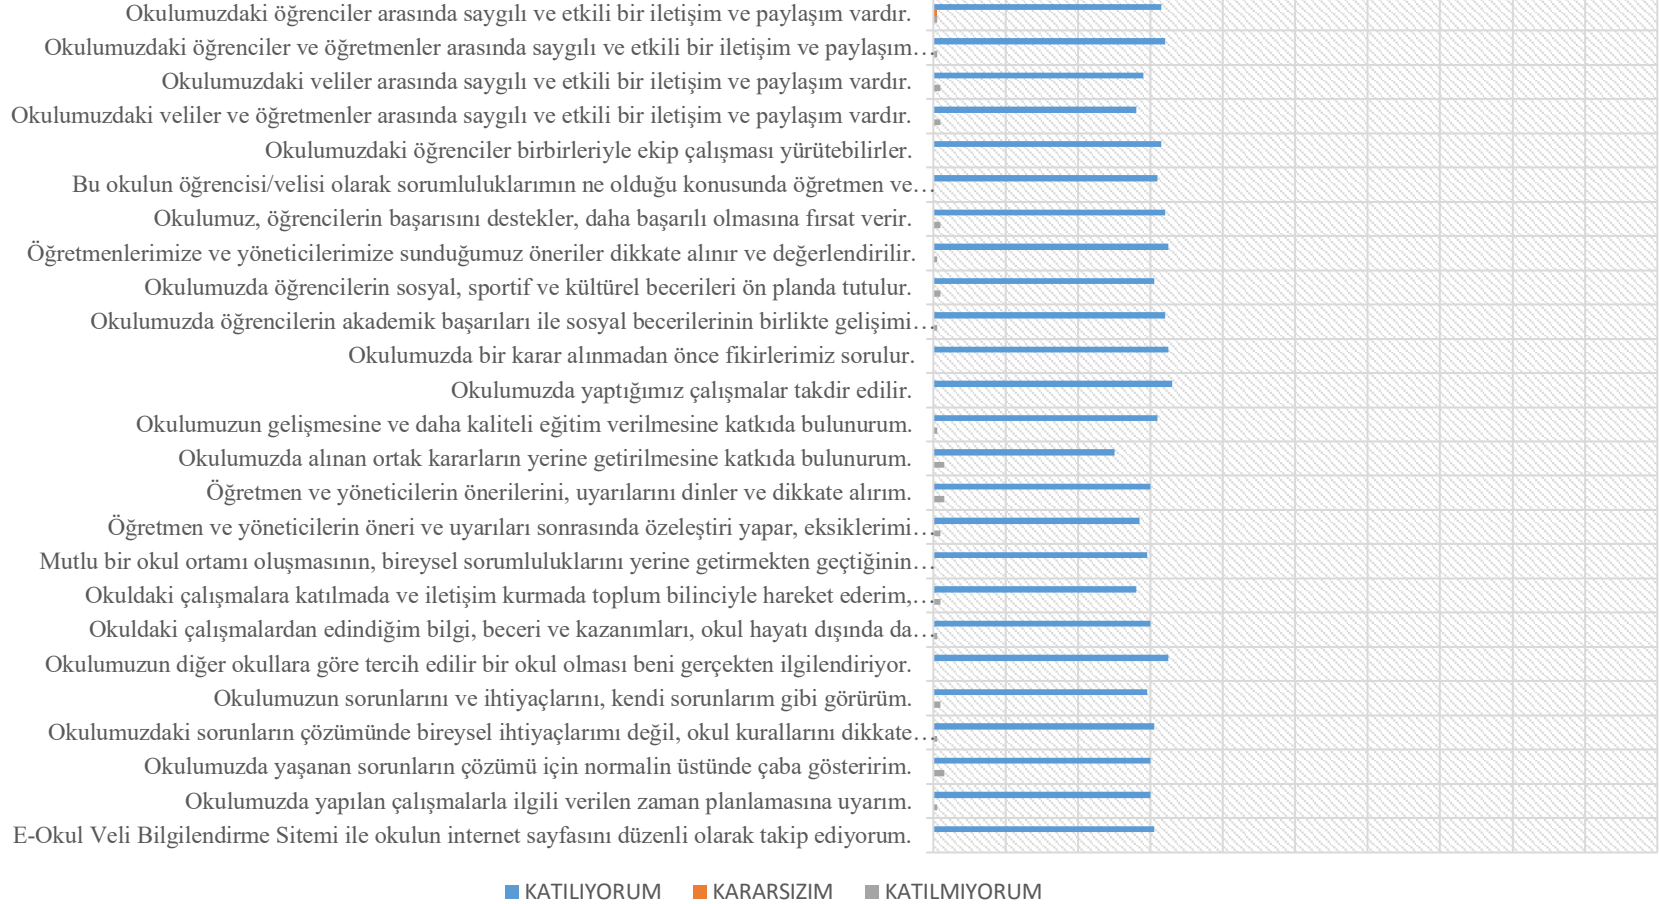 Okulumuzdaki öğrenciler arasında saygılı ve etkili bir iletişim ve paylaşım vardır.
Okulumuzdaki öğrenciler ve öğretmenler arasında saygılı ve etkili bir iletişim ve paylaşım…
Okulumuzdaki veliler arasında saygılı ve etkili bir iletişim ve paylaşım vardır.
Okulumuzdaki veliler ve öğretmenler arasında saygılı ve etkili bir iletişim ve paylaşım vardır.
Okulumuzdaki öğrenciler birbirleriyle ekip çalışması yürütebilirler.
Bu okulun öğrencisi/velisi olarak sorumluluklarımın ne olduğu konusunda öğretmen ve…
Okulumuz, öğrencilerin başarısını destekler, daha başarılı olmasına fırsat verir.
Öğretmenlerimize ve yöneticilerimize sunduğumuz öneriler dikkate alınır ve değerlendirilir.
Okulumuzda öğrencilerin sosyal, sportif ve kültürel becerileri ön planda tutulur.
Okulumuzda öğrencilerin akademik başarıları ile sosyal becerilerinin birlikte gelişimi…
Okulumuzda bir karar alınmadan önce fikirlerimiz sorulur.
Okulumuzda yaptığımız çalışmalar takdir edilir.
Okulumuzun gelişmesine ve daha kaliteli eğitim verilmesine katkıda bulunurum.
Okulumuzda alınan ortak kararların yerine getirilmesine katkıda bulunurum.
Öğretmen ve yöneticilerin önerilerini, uyarılarını dinler ve dikkate alırım.
Öğretmen ve yöneticilerin öneri ve uyarıları sonrasında özeleştiri yapar, eksiklerimi…
Mutlu bir okul ortamı oluşmasının, bireysel sorumluluklarını yerine getirmekten geçtiğinin…
Okuldaki çalışmalara katılmada ve iletişim kurmada toplum bilinciyle hareket ederim,…
Okuldaki çalışmalardan edindiğim bilgi, beceri ve kazanımları, okul hayatı dışında da…
Okulumuzun diğer okullara göre tercih edilir bir okul olması beni gerçekten ilgilendiriyor.
Okulumuzun sorunlarını ve ihtiyaçlarını, kendi sorunlarım gibi görürüm.
Okulumuzdaki sorunların çözümünde bireysel ihtiyaçlarımı değil, okul kurallarını dikkate…
Okulumuzda yaşanan sorunların çözümü için normalin üstünde çaba gösteririm.
Okulumuzda yapılan çalışmalarla ilgili verilen zaman planlamasına uyarım.
E-Okul Veli Bilgilendirme Sitemi ile okulun internet sayfasını düzenli olarak takip ediyorum.
KATILIYORUM KARARSIZIM KATILMIYORUM